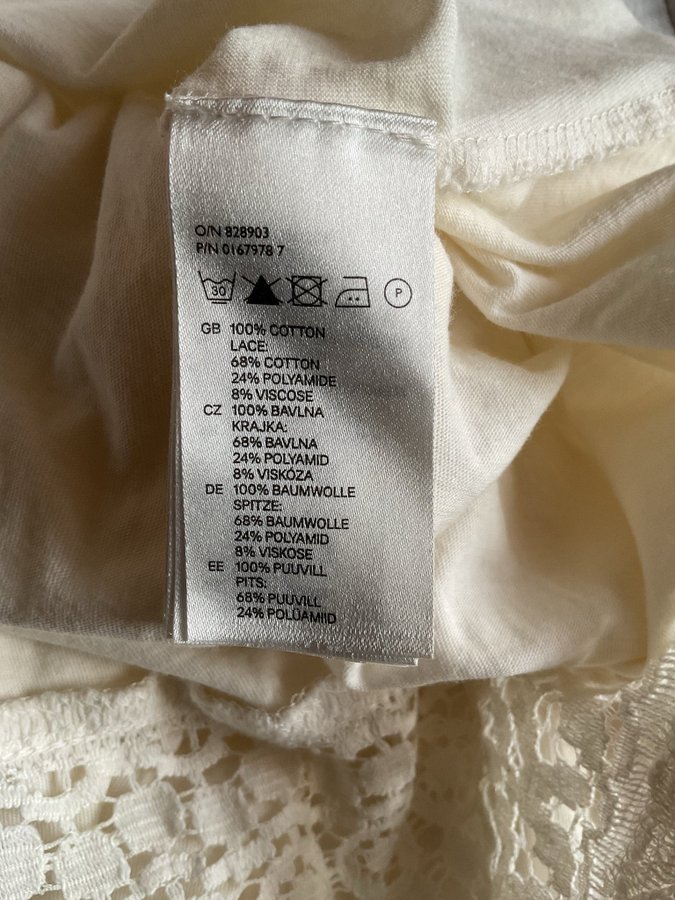 O/N 828903
P/N 0167978 7
30 P
GB 100% COTTON
LACE:
68% COTTON
24% POLYAMIDE
8% VISCOSE
CZ 100% BAVLNA
KRAJKA:
68% BAVLNA
24% POLYAMID
8% VISKÓZA
DE 100% BAUMWOLLE
SPITZE:
68% BAUMWOLLE
24% POLYAMID
8% VISKOSE
EE 100% PUUVILL
PITS:
68% PUUVILL
24% POLÜAMIID